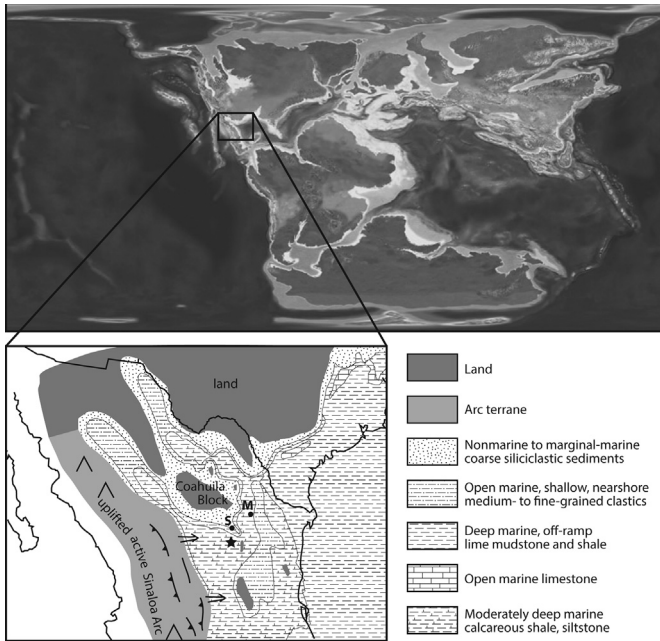 land
Coahuila
Block
M
S
uplifted active Sinaloa Arc
Land
Arc terrane
Nonmarine to marginal-marine
coarse siliciclastic sediments
Open marine, shallow, nearshore
medium- to fine-grained clastics
Deep marine, off-ramp
lime mudstone and shale
Open marine limestone
Moderately deep marine
calcareous shale, siltstone